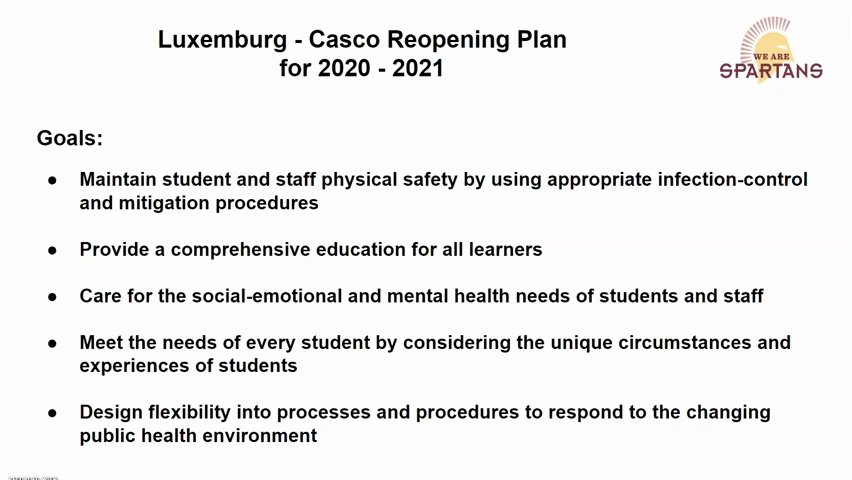 Luxemburg - Casco Reopening Plan
for 2020 - 2021
WE ARE
SPARTANS
Goals:
● Maintain student and staff physical safety by using appropriate infection-control
and mitigation procedures
● Provide a comprehensive education for all learners
● Care for the social-emotional and mental health needs of students and staff
● Meet the needs of every student by considering the unique circumstances and
experiences of students
● Design flexibility into processes and procedures to respond to the changing
public health environment